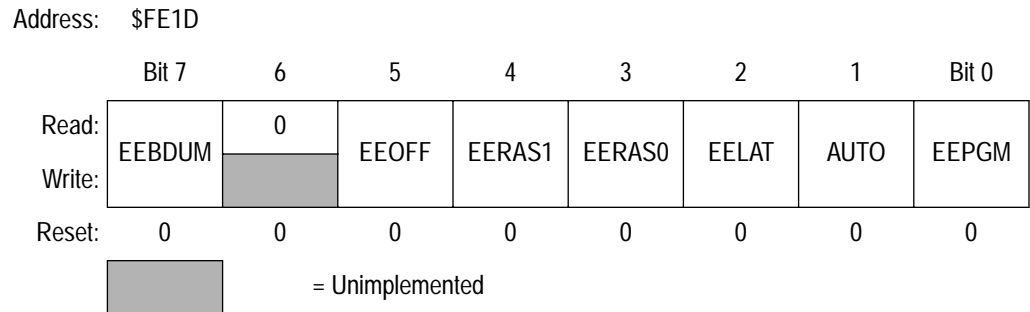 Address: $FE1D
Bit 7 6 5 4 3 2 1 Bit 0
Read: 0
EEBDUM EEOFF EERAS1 EERAS0 EELAT AUTO EEPGM
Write:
Reset: 0 0 0 0 0 0 0 0
= Unimplemented